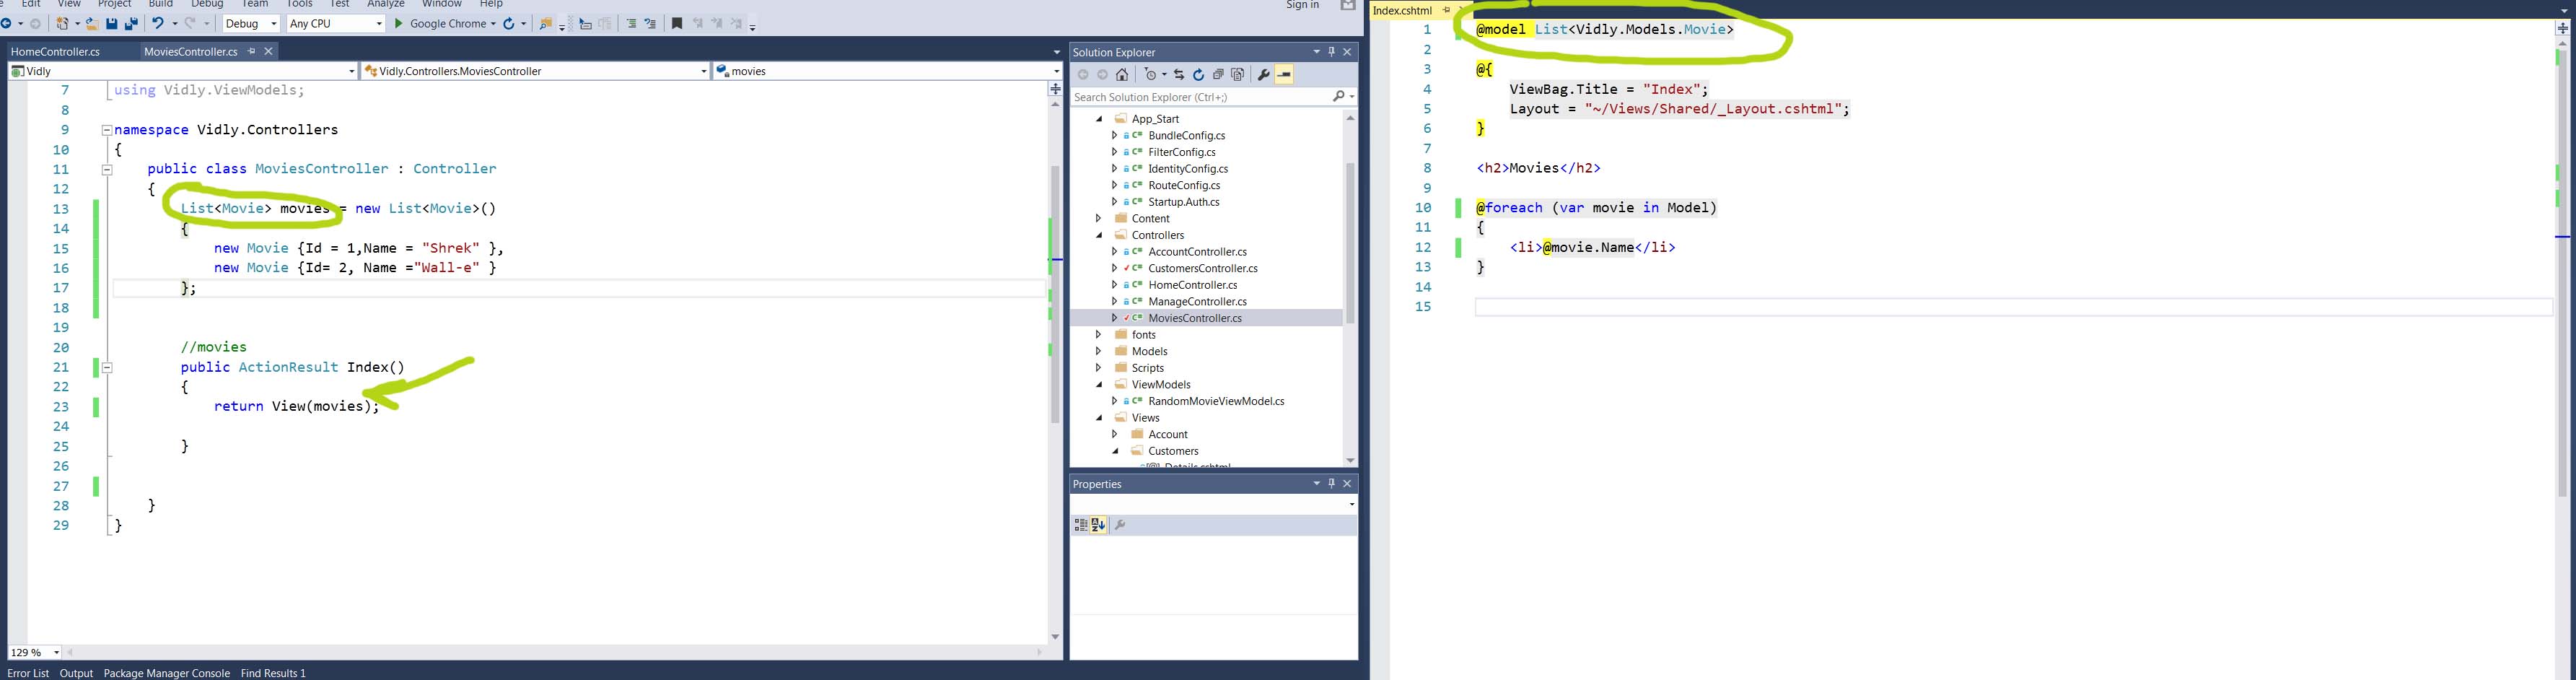 Edit View Project Build Debug Team Tools Test Analyze Window Help Sign in
Debug Any CPU Google Chrome
HomeController.cs MoviesController.cs
Vidly Vidly.Controllers.MoviesController movies
7 using Vidly.ViewModels;
8
9 namespace Vidly.Controllers
10 {
11 public class MoviesController : Controller
12 {
13 List<Movie> movies = new List<Movie>()
14 {
15 new Movie {Id = 1,Name = "Shrek" },
16 new Movie {Id= 2, Name ="Wall-e" }
17 };
18
19
20 //movies
21 public ActionResult Index()
22 {
23 return View(movies);
24
25 }
26
27
28 }
29 }
129 %
Error List Output Package Manager Console Find Results 1
Solution Explorer
Search Solution Explorer (Ctrl+;)
App_Start
C# BundleConfig.cs
C# FilterConfig.cs
C# IdentityConfig.cs
C# RouteConfig.cs
C# Startup.Auth.cs
Content
Controllers
C# AccountController.cs
C# CustomersController.cs
C# HomeController.cs
C# ManageController.cs
C# MoviesController.cs
fonts
Models
Scripts
ViewModels
C# RandomMovieViewModel.cs
Views
Account
Customers
Details.cshtml
Properties
Index.cshtml
1 @model List<Vidly.Models.Movie>
2
3 @{
4 ViewBag.Title = "Index";
5 Layout = "~/Views/Shared/_Layout.cshtml";
6 }
7
8 <h2>Movies</h2>
9
10 @foreach (var movie in Model)
11 {
12 <li>@movie.Name</li>
13 }
14
15